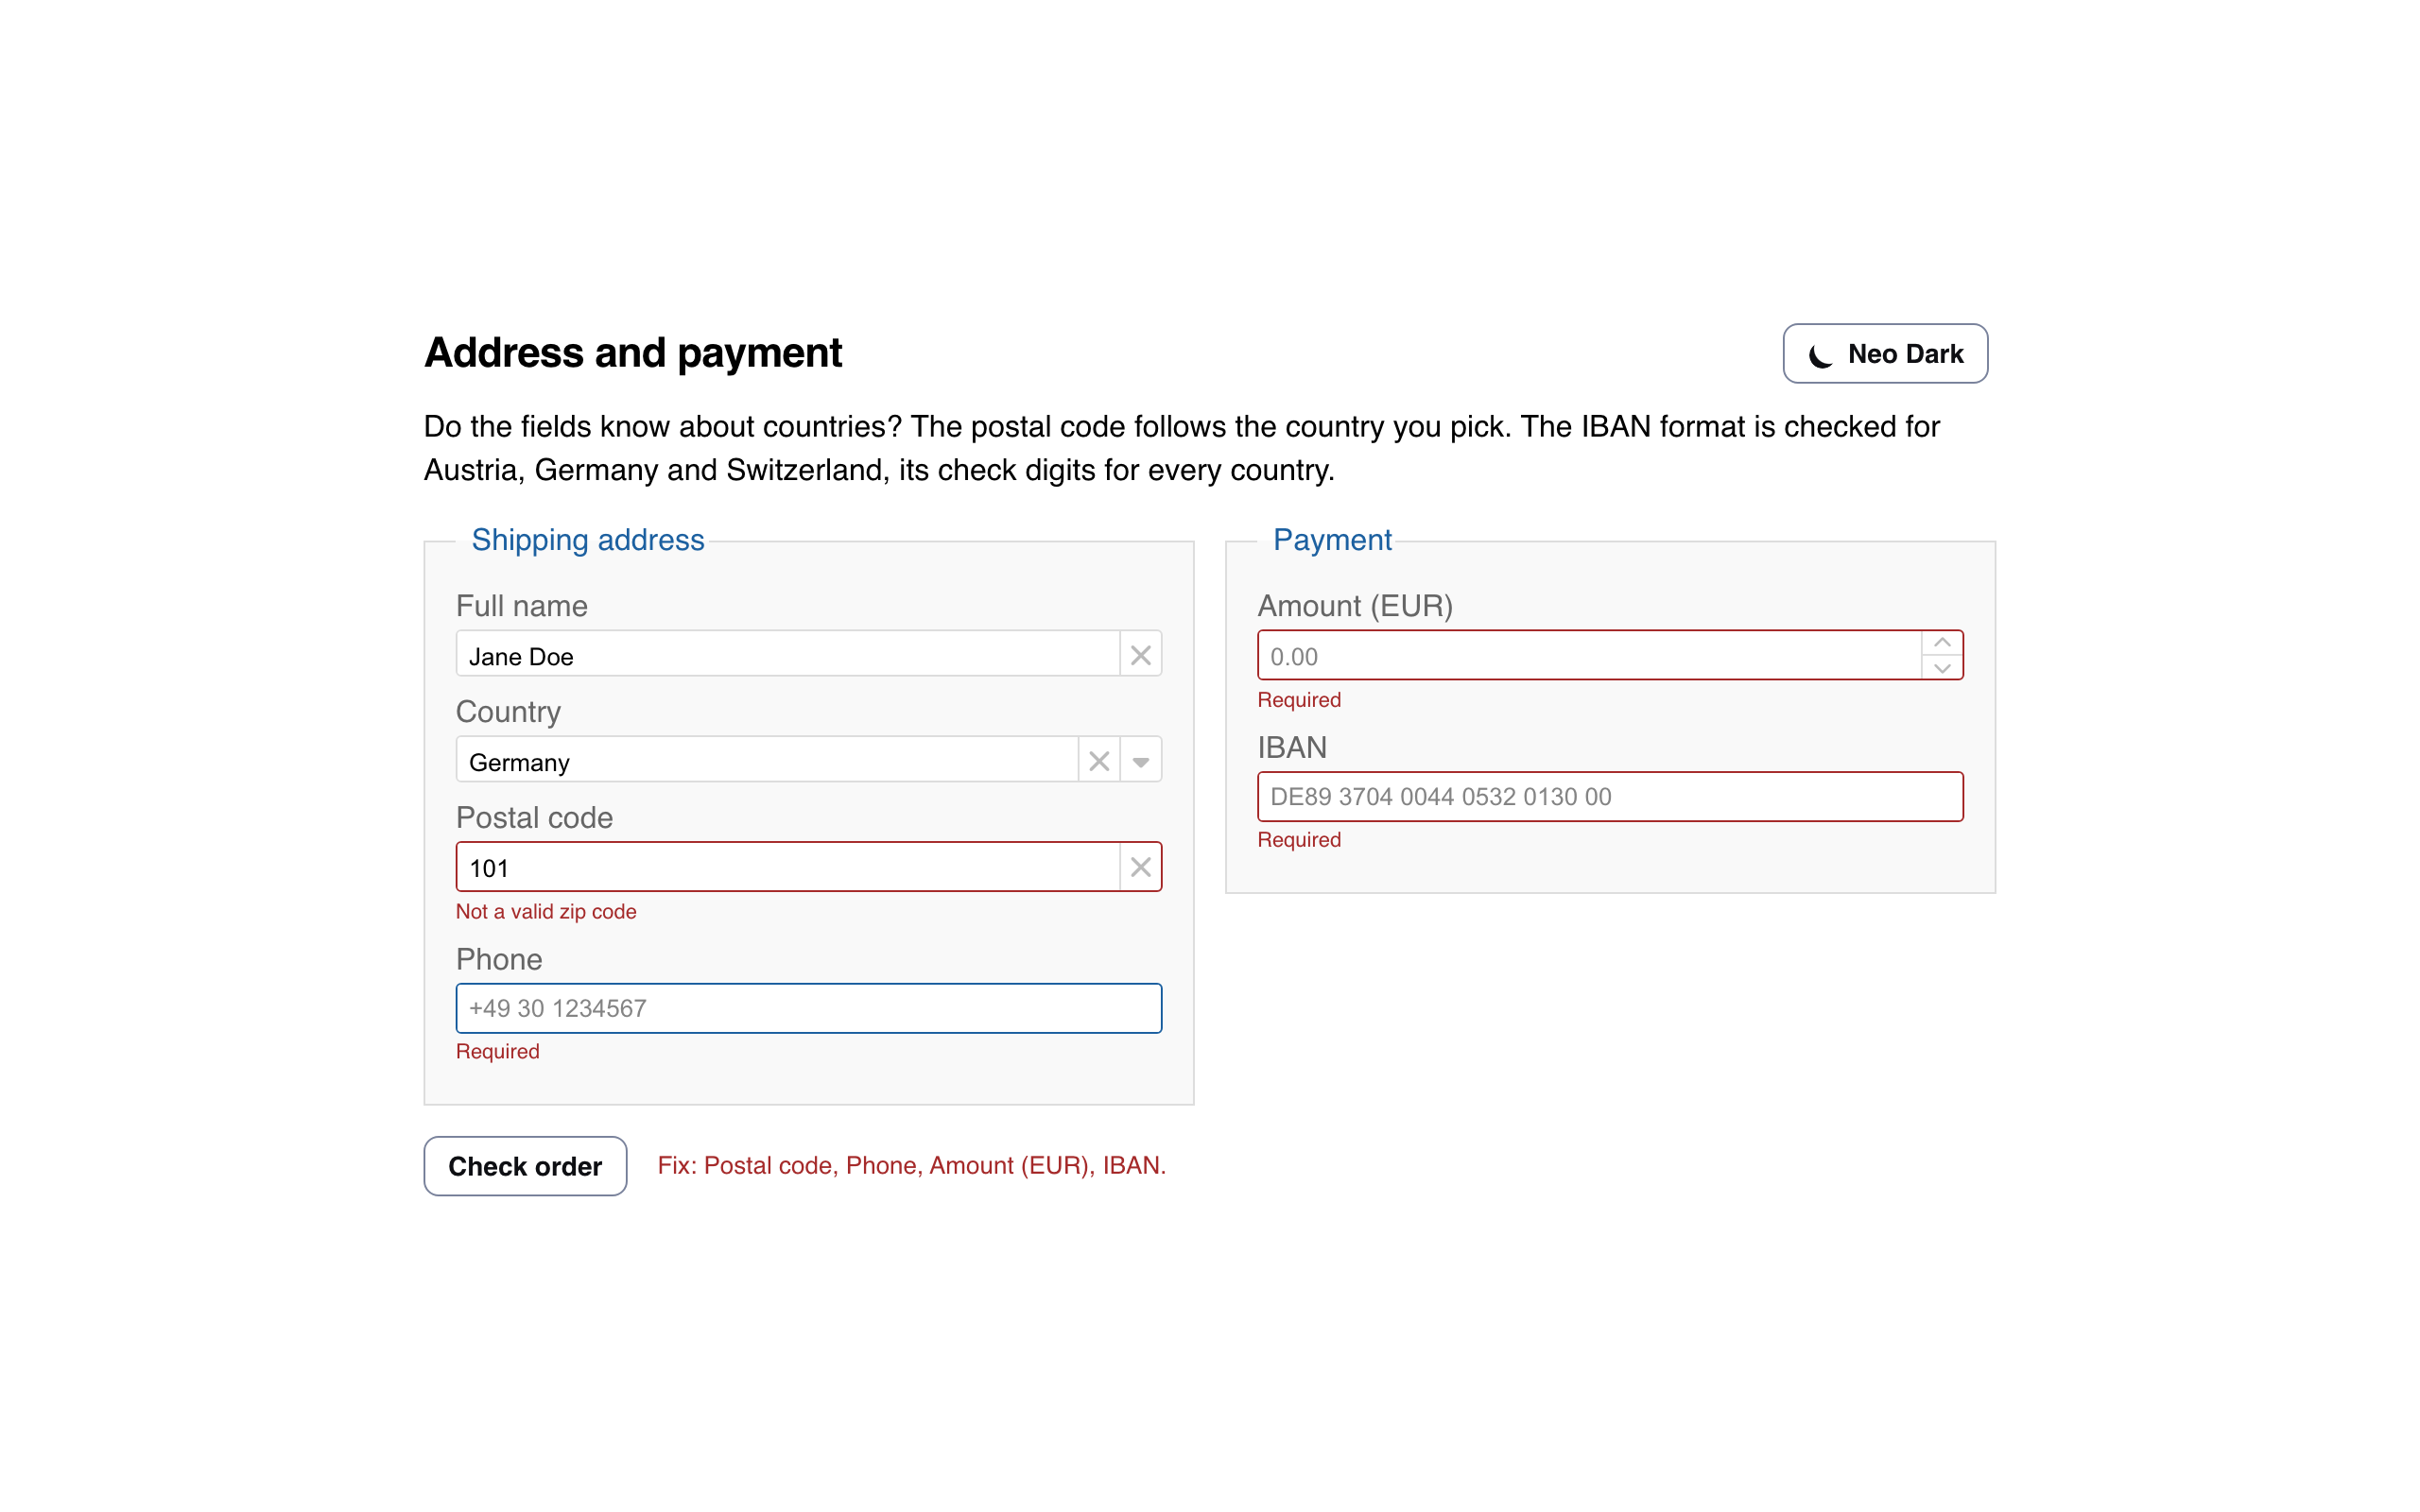 Address and payment
Neo Dark
Do the fields know about countries? The postal code follows the country you pick. The IBAN format is checked for
Austria, Germany and Switzerland, its check digits for every country.
Shipping address
Full name
Jane Doe
Country
Germany
Postal code
101
Not a valid zip code
Phone
+49 30 1234567
Required
Payment
Amount (EUR)
0.00
Required
IBAN
DE89 3704 0044 0532 0130 00
Required
Check order
Fix: Postal code, Phone, Amount (EUR), IBAN.